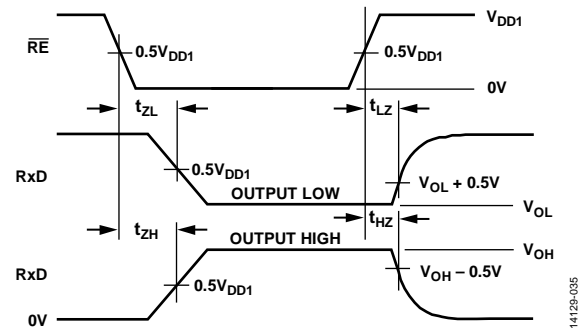 VDD1
RE
0.5VDD1
0.5VDD1
0V
tZL
tLZ
RxD
0.5VDD1
OUTPUT LOW
VOL + 0.5V
VOL
tZH
tHZ
OUTPUT HIGH
VOH
RxD
0.5VDD1
VOH – 0.5V
0V
14129-035